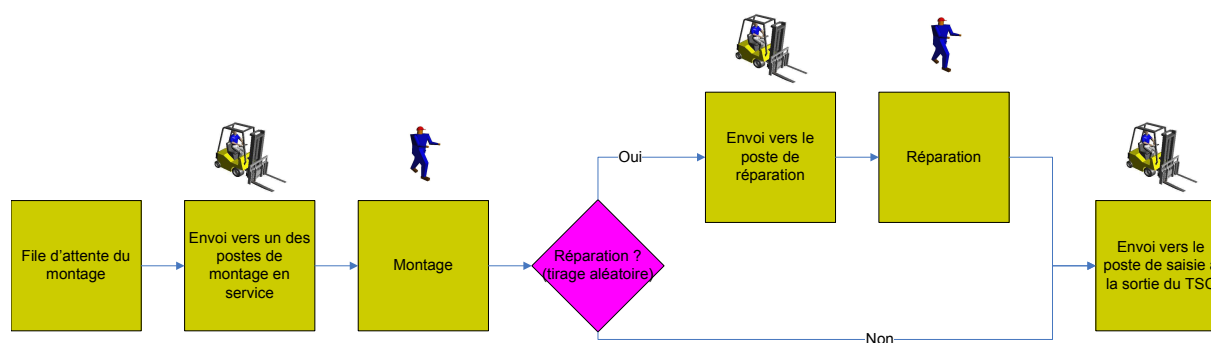 File d'attente du
montage
Envoi vers un des
postes de
montage en
service
Montage
Réparation ?
(tirage aléatoire)
Oui
Envoi vers le
poste de
réparation
Réparation
Non
Envoi vers le
poste de saisie à
la sortie du TSC